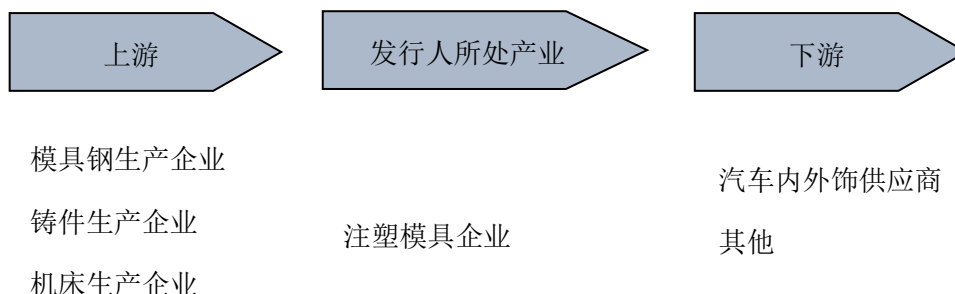 上游
发行人所处产业
下游
模具钢生产企业
铸件生产企业
机床生产企业
注塑模具企业
汽车内外饰供应商
其他